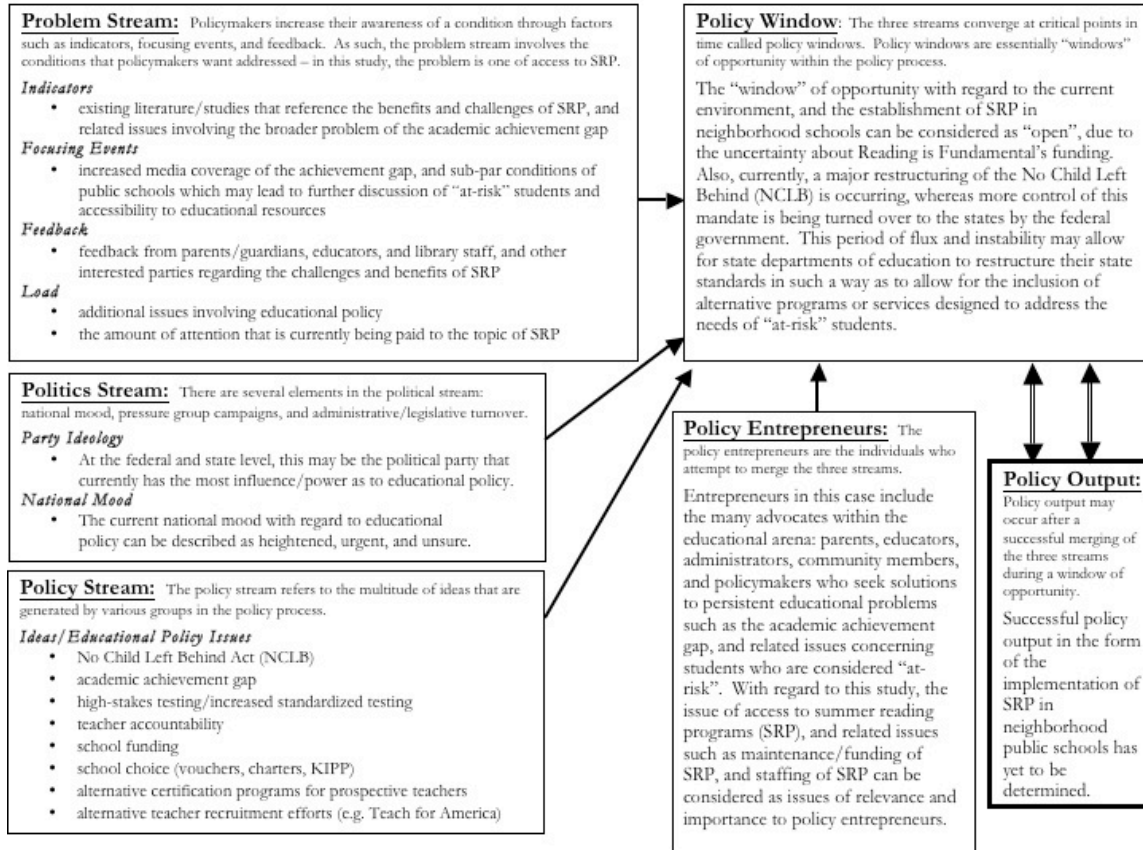 Problem Stream: Policymakers increase their awareness of a condition through factors
such as indicators, focusing events, and feedback. As such, the problem stream involves the
conditions that policymakers want addressed – in this study, the problem is one of access to SRP.
Indicators
• existing literature/studies that reference the benefits and challenges of SRP, and
related issues involving the broader problem of the academic achievement gap
Focusing Events
• increased media coverage of the achievement gap, and sub-par conditions of
public schools which may lead to further discussion of "at-risk" students and
accessibility to educational resources
Feedback
• feedback from parents/guardians, educators, and library staff, and other
interested parties regarding the challenges and benefits of SRP
Load
• additional issues involving educational policy
• the amount of attention that is currently being paid to the topic of SRP
Politics Stream: There are several elements in the political stream:
national mood, pressure group campaigns, and administrative/legislative turnover.
Party Ideology
• At the federal and state level, this may be the political party that
currently has the most influence/power as to educational policy.
National Mood
• The current national mood with regard to educational
policy can be described as heightened, urgent, and unsure.
Policy Stream: The policy stream refers to the multitude of ideas that are
generated by various groups in the policy process.
Ideas/Educational Policy Issues
• No Child Left Behind Act (NCLB)
• academic achievement gap
• high-stakes testing/increased standardized testing
• teacher accountability
• school funding
• school choice (vouchers, charters, KIPP)
• alternative certification programs for prospective teachers
• alternative teacher recruitment efforts (e.g. Teach for America)
Policy Window: The three streams converge at critical points in
time called policy windows. Policy windows are essentially "windows"
of opportunity within the policy process.
The "window" of opportunity with regard to the current
environment, and the establishment of SRP in
neighborhood schools can be considered as "open", due to
the uncertainty about Reading is Fundamental's funding.
Also, currently, a major restructuring of the No Child Left
Behind (NCLB) is occurring, whereas more control of this
mandate is being turned over to the states by the federal
government. This period of flux and instability may allow
for state departments of education to restructure their state
standards in such a way as to allow for the inclusion of
alternative programs or services designed to address the
needs of "at-risk" students.
Policy Entrepreneurs: The
policy entrepreneurs are the individuals who
attempt to merge the three streams.
Entrepreneurs in this case include
the many advocates within the
educational arena: parents, educators,
administrators, community members,
and policymakers who seek solutions
to persistent educational problems
such as the academic achievement
gap, and related issues concerning
students who are considered "at-
risk". With regard to this study, the
issue of access to summer reading
programs (SRP), and related issues
such as maintenance/funding of
SRP, and staffing of SRP can be
considered as issues of relevance and
importance to policy entrepreneurs.
Policy Output:
Policy output may
occur after a
successful merging of
the three streams
during a window of
opportunity.
Successful policy
output in the form
of the
implementation of
SRP in
neighborhood
public schools has
yet to be
determined.